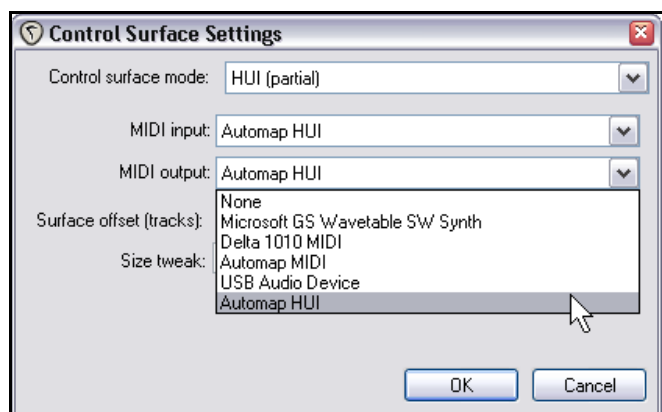 Control Surface Settings
Control surface mode: HUI (partial)
MIDI input: Automap HUI
MIDI output: Automap HUI
None
Surface offset (tracks): Microsoft GS Wavetable SW Synth
Delta 1010 MIDI
Size tweak: Automap MIDI
USB Audio Device
Automap HUI
OK Cancel